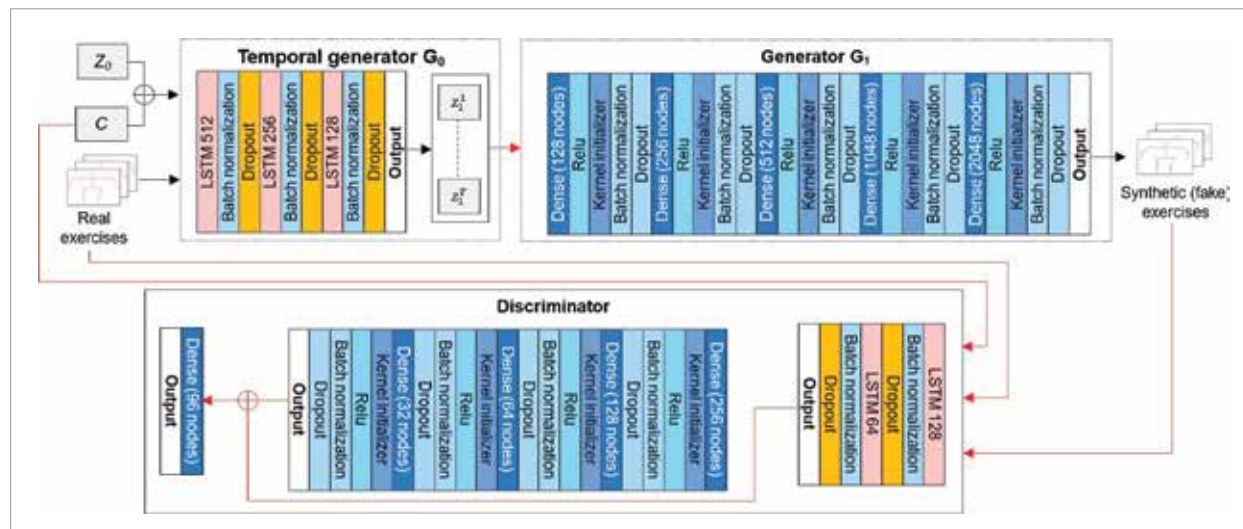 Z₀
C
Real
exercises
Temporal generator G₀
LSTM 512
Batch normalization
Dropout
LSTM 256
Batch normalization
Dropout
LSTM 128
Batch normalization
Dropout
Output
z₁¹
z₁ᵀ
Generator G₁
Dense (128 nodes)
Relu
Kernel initializer
Batch normalization
Dropout
Dense (256 nodes)
Relu
Kernel initializer
Batch normalization
Dropout
Dense (512 nodes)
Relu
Kernel initializer
Batch normalization
Dropout
Dense (1048 nodes)
Relu
Kernel initializer
Batch normalization
Dropout
Dense (2048 nodes)
Relu
Kernel initializer
Batch normalization
Dropout
Output
Synthetic (fake)
exercises
Discriminator
Output
Dense (96 nodes)
Output
Dropout
Batch normalization
Relu
Kernel initializer
Dense (32 nodes)
Dropout
Batch normalization
Relu
Kernel initializer
Dense (64 nodes)
Dropout
Batch normalization
Relu
Kernel initializer
Dense (128 nodes)
Dropout
Batch normalization
Relu
Kernel initializer
Dense (256 nodes)
Output
Dropout
Batch normalization
LSTM 64
Dropout
Batch normalization
LSTM 128